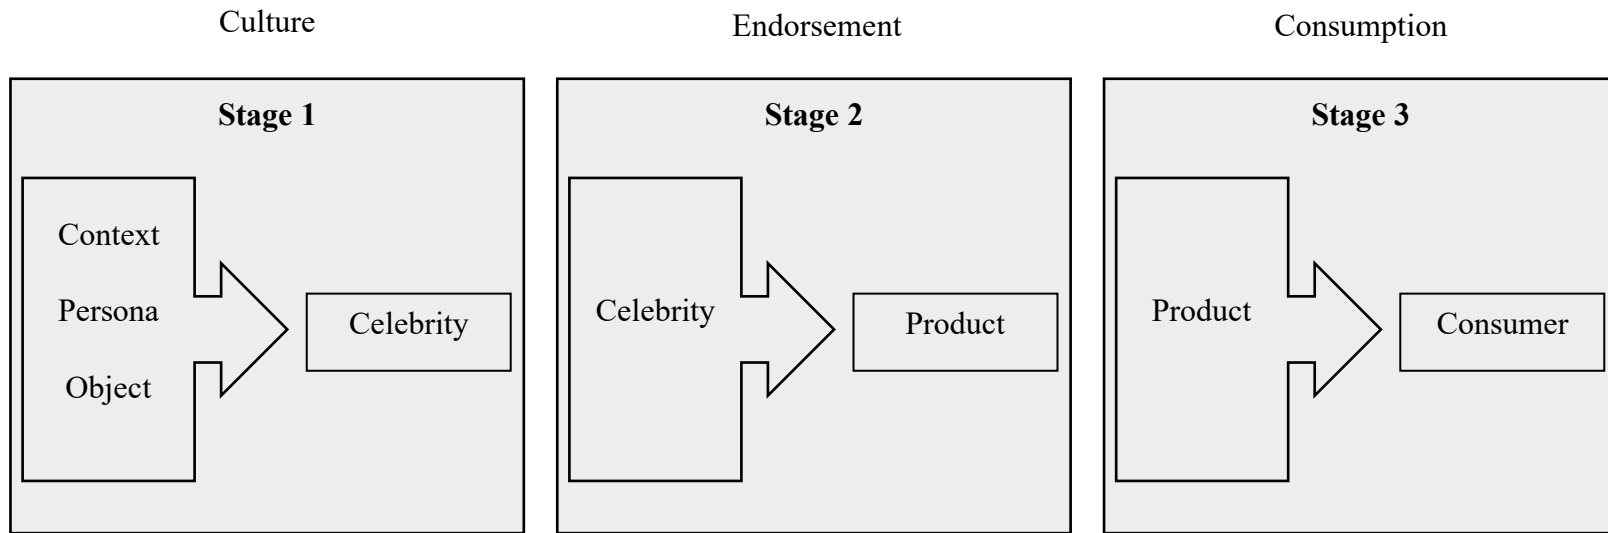 Culture
Endorsement
Consumption
Stage 1
Context
Persona
Object
Celebrity
Stage 2
Celebrity
Product
Stage 3
Product
Consumer